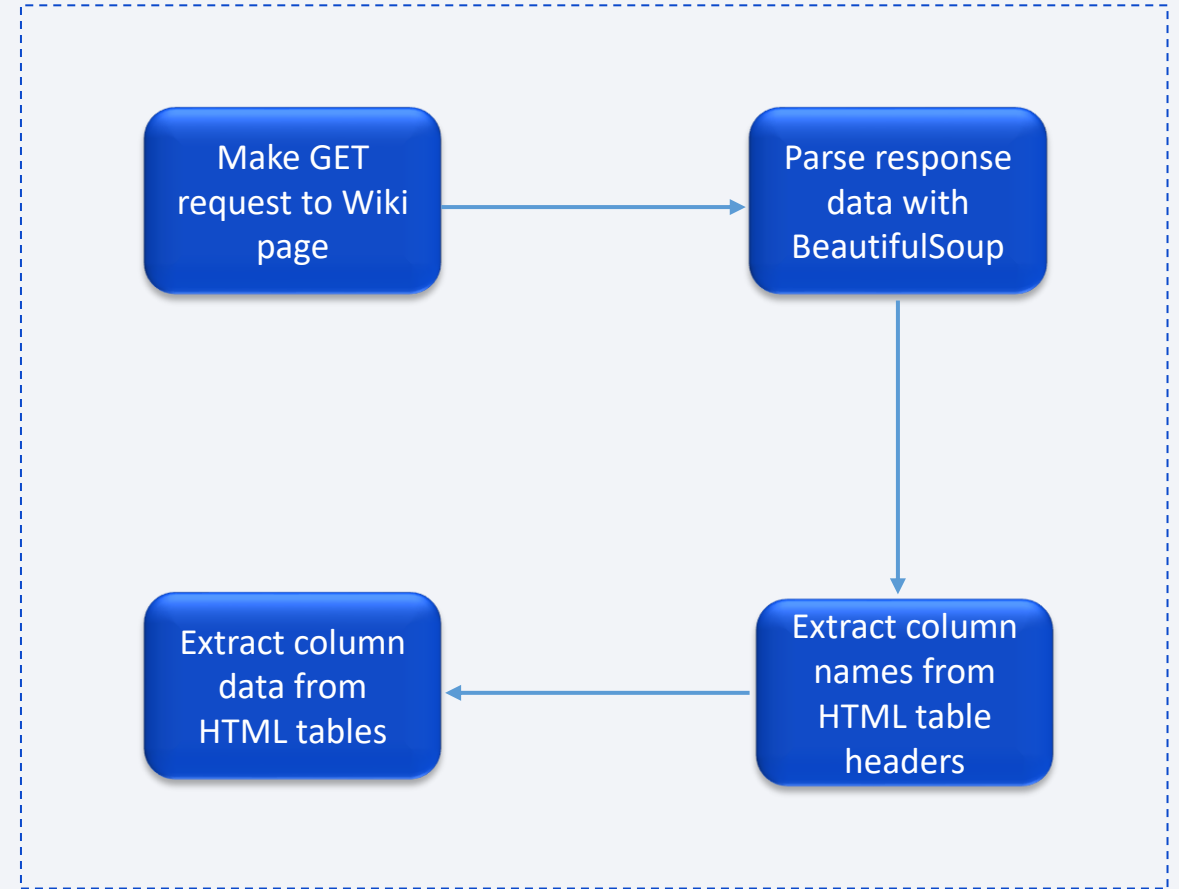 Make GET
request to Wiki
page
Parse response
data with
BeautifulSoup
Extract column
names from
HTML table
headers
Extract column
data from
HTML tables